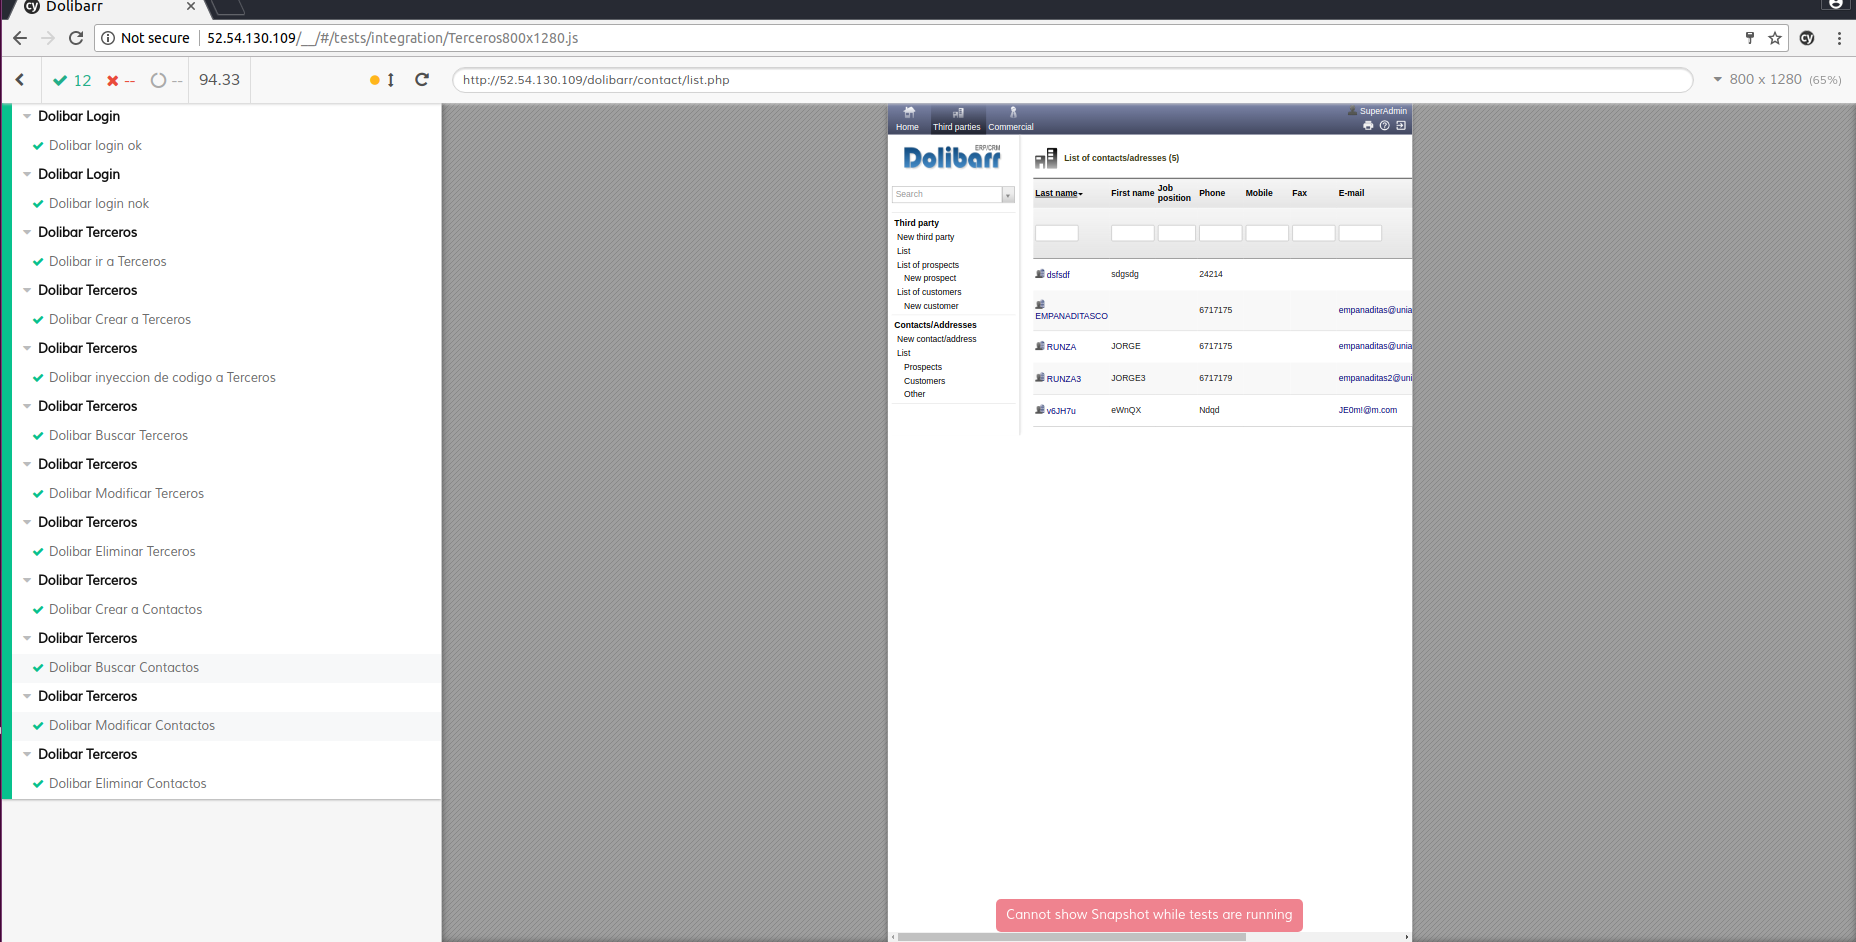 Dolibarr
Not secure 52.54.130.109/__/#/tests/integration/Terceros800x1280.js
12 -- -- 94.33 http://52.54.130.109/dolibarr/contact/list.php 800 x 1280 (65%)
Dolibar Login
Dolibar login ok
Dolibar Login
Dolibar login nok
Dolibar Terceros
Dolibar ir a Terceros
Dolibar Terceros
Dolibar Crear a Terceros
Dolibar Terceros
Dolibar inyeccion de codigo a Terceros
Dolibar Terceros
Dolibar Buscar Terceros
Dolibar Terceros
Dolibar Modificar Terceros
Dolibar Terceros
Dolibar Eliminar Terceros
Dolibar Terceros
Dolibar Crear a Contactos
Dolibar Terceros
Dolibar Buscar Contactos
Dolibar Terceros
Dolibar Modificar Contactos
Dolibar Terceros
Dolibar Eliminar Contactos
Home Third parties Commercial
SuperAdmin
ERP/CRM
Dolibarr
Search
Third party
New third party
List
List of prospects
New prospect
List of customers
New customer
Contacts/Addresses
New contact/address
List
Prospects
Customers
Other
List of contacts/adresses (5)
Last name First name Job position Phone Mobile Fax E-mail
dsfsdf sdgsdg 24214
EMPANADITASCO 6717175 empanaditas@unia
RUNZA JORGE 6717175 empanaditas@unia
RUNZA3 JORGE3 6717179 empanaditas2@uni
v6JH7u eWnQX Ndqd JE0m!@m.com
Cannot show Snapshot while tests are running